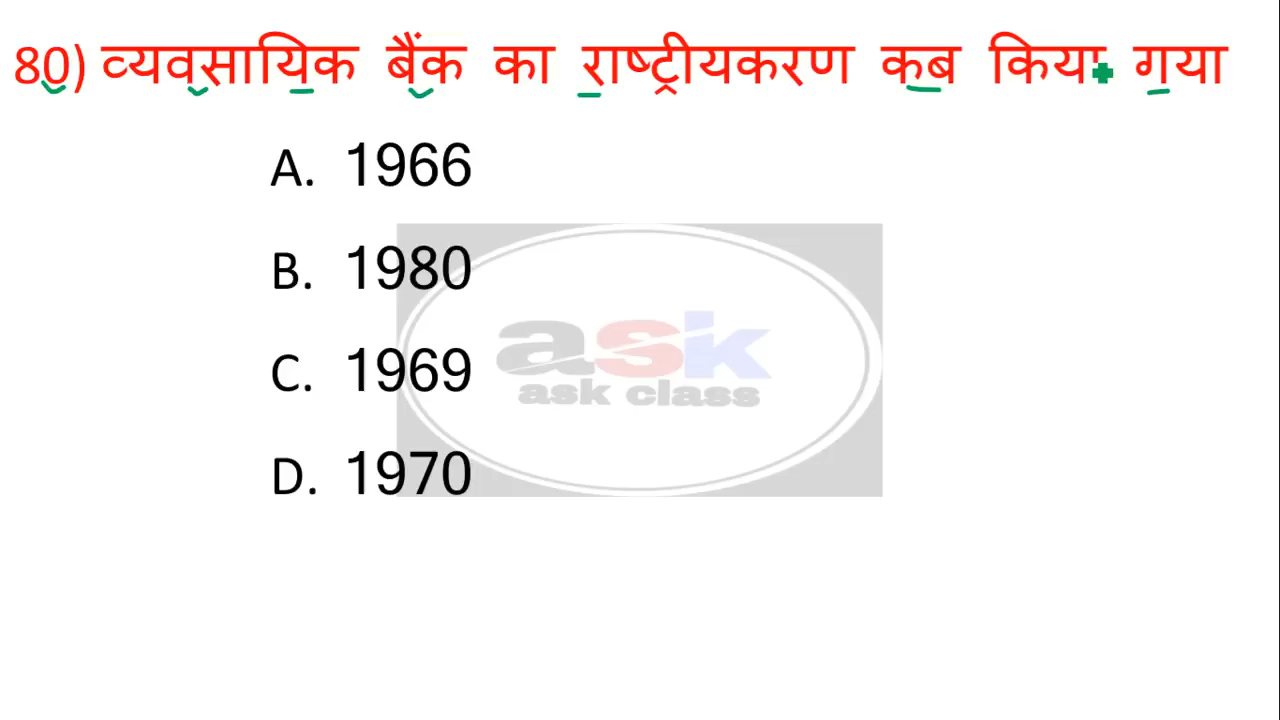 80) व्यवसायिक बैंक का राष्ट्रीयकरण कब किया गया
A. 1966
B. 1980
C. 1969
D. 1970
ask
ask class